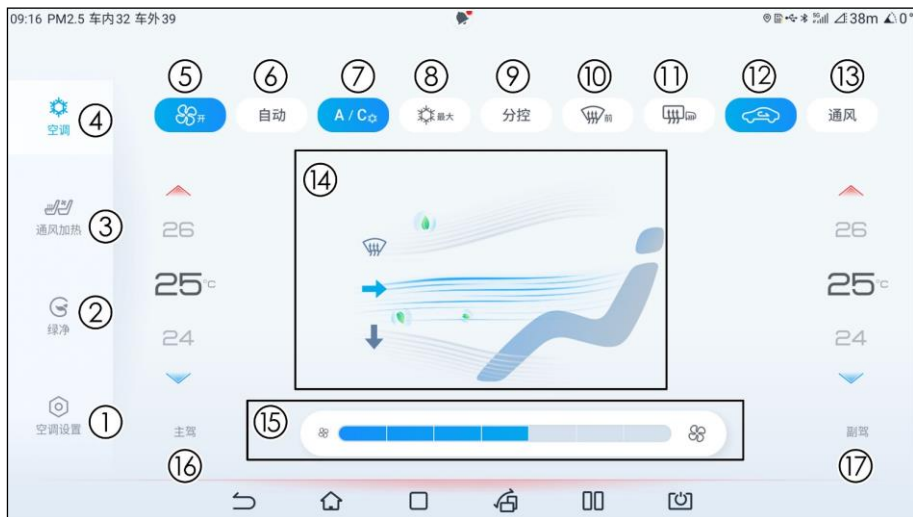 09:16 PM2.5 车内32 车外39
38m 0°
⑤ ⑥ ⑦ ⑧ ⑨ ⑩ ⑪ ⑫ ⑬
开 自动 A/C 最大 分控 前 通风
空调 ④
⑭
通风加热 ③
26 26
25°C 25°C
绿净 ②
24 24
空调设置 ①
⑮
主驾 副驾
⑯ ⑰